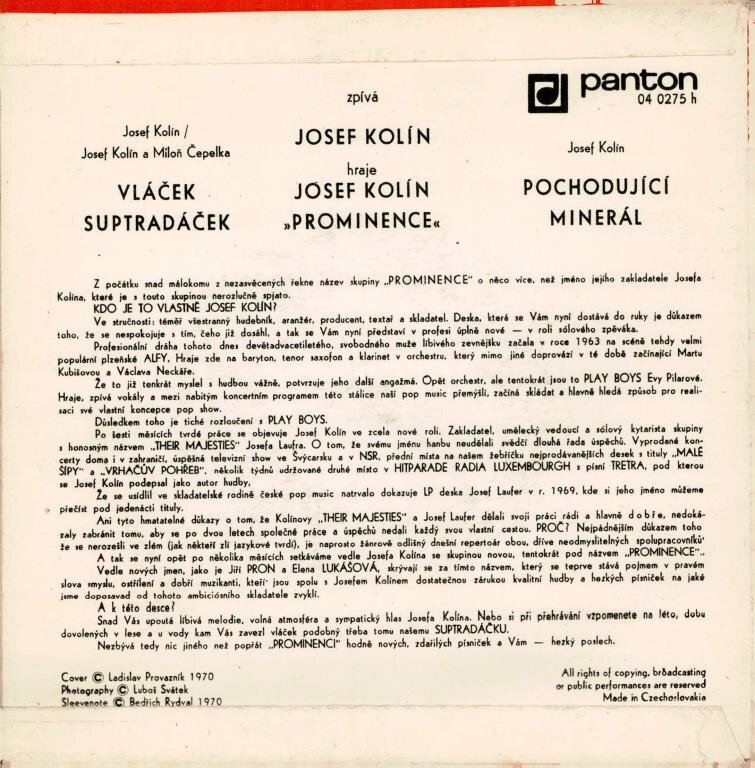 panton
04 0275 h
zpívá
JOSEF KOLÍN
hraje
JOSEF KOLÍN
»PROMINENCE«
Josef Kolín /
Josef Kolín a Miloň Čepelka
VLÁČEK
SUPTRADÁČEK
Josef Kolín
POCHODUJÍCÍ
MINERÁL
Z počátku snad málokomu z nezasvěcených řekne název skupiny „PROMINENCE" o něco více, než jméno jejího zakladatele Josefa
Kolína, které je s touto skupinou nerozlučně spjato.
KDO JE TO VLASTNĚ JOSEF KOLÍN?
Ve stručnosti: téměř všestranný hudebník, aranžér, producent, textař a skladatel. Deska, která se Vám nyní dostává do ruky je důkazem
toho, že se nespokojuje s tím, čeho již dosáhl, a tak se Vám nyní představí v profesi úplně nové — v roli sólového zpěváka.
Profesionální dráha tohoto dnes devětadvacetiletého, svobodného muže líbivého zevnějšku začala v roce 1963 na scéně tehdy velmi
populární plzeňské ALFY. Hraje zde na baryton, tenor saxofon a klarinet v orchestru, který mimo jiné doprovází v té době začínající Martu
Kubišovou a Václava Neckáře.
Že to již tenkrát myslel s hudbou vážně, potvrzuje jeho další angažmá. Opět orchestr, ale tentokrát jsou to PLAY BOYS Evy Pilarové.
Hraje, zpívá vokály a mezi nabitým koncertním programem této stálice naší pop music přemýšlí, začíná skládat a hlavně hledá způsob pro reali-
saci své vlastní koncepce pop show.
Důsledkem toho je tiché rozloučení s PLAY BOYS.
Po šesti měsících tvrdé práce se objevuje Josef Kolín ve zcela nové roli. Zakladatel, umělecký vedoucí a sólový kytarista skupiny
s honosným názvem „THEIR MAJESTIES" Josefa Laufra. O tom, že svému jménu hanbu neudělali svědčí dlouhá řada úspěchů. Vyprodané kon-
certy doma i v zahraničí, úspěšná televizní show ve Švýcarsku a v NSR, přední místa na našem žebříčku nejprodávanějších desek s tituly „MALÉ
ŠÍPY" a „VRHAČŮV POHŘEB", několik týdnů udržované druhé místo v HITPARADE RADIA LUXEMBOURGH s písní TRETRA, pod kterou
se Josef Kolín podepsal jako autor hudby,
Že se usídlil ve skladatelské rodině české pop music natrvalo dokazuje LP deska Josef Laufer v r. 1969, kde si jeho jméno můžeme
přečíst pod jedenácti tituly.
Ani tyto hmatatelné důkazy o tom, že Kolínovy „THEIR MAJESTIES" a Josef Laufer dělali svoji práci rádi a hlavně dobře, nedoká-
zaly zabránit tomu, aby se po dvou letech společné práce a úspěchů nedali každý svou vlastní cestou. PROČ? Nejpádnějším důkazem toho
že se nerozešli ve zlém (jak někteří zlí jazykové tvrdí), je naprosto žánrově odlišný dnešní repertoár obou, dříve neodmyslitelných spolupracovníků'
A tak se nyní opět po několika měsících setkáváme vedle Josefa Kolína se skupinou novou, tentokrát pod názvem „PROMINENCE"..
Vedle nových jmen, jako je Jiří PRON a Elena LUKÁŠOVÁ, skrývají se za tímto názvem, který se teprve stává pojmem v pravém
slova smyslu, ostřílení a dobří muzikanti, kteří jsou spolu s Josefem Kolínem dostatečnou zárukou kvalitní hudby a hezkých písniček na jaké
jsme doposavad od tohoto ambiciósního skladatele zvyklí.
A k této desce?
Snad Vás upoutá líbivá melodie, volná atmosféra a sympatický hlas Josefa Kolína. Nebo si při přehrávání vzpomenete na léto, dobu
dovolených v lese a u vody kam Vás zavezl vláček podobný třeba tomu našemu SUPTRADÁČKU.
Nezbývá tedy nic jiného než popřát „PROMINENCI" hodně nových, zdařilých písniček a Vám — hezký poslech.
Cover © Ladislav Provazník 1970
Photography © Luboš Svátek
Sleevenote © Bedřich Rydval 1970
All rights of copying, brôadcasting
or public performances are reserved
Made in Czechorlovakia